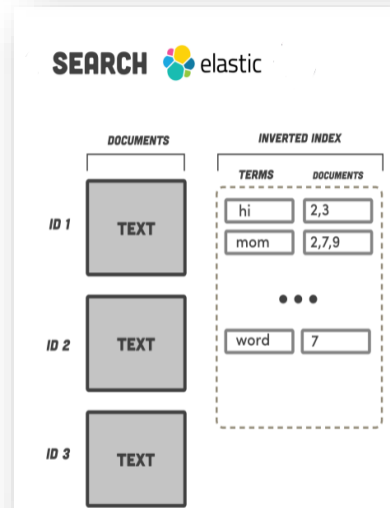 SEARCH elastic
DOCUMENTS
ID 1 TEXT
ID 2 TEXT
ID 3 TEXT
INVERTED INDEX
TERMS DOCUMENTS
hi 2,3
mom 2,7,9
•••
word 7